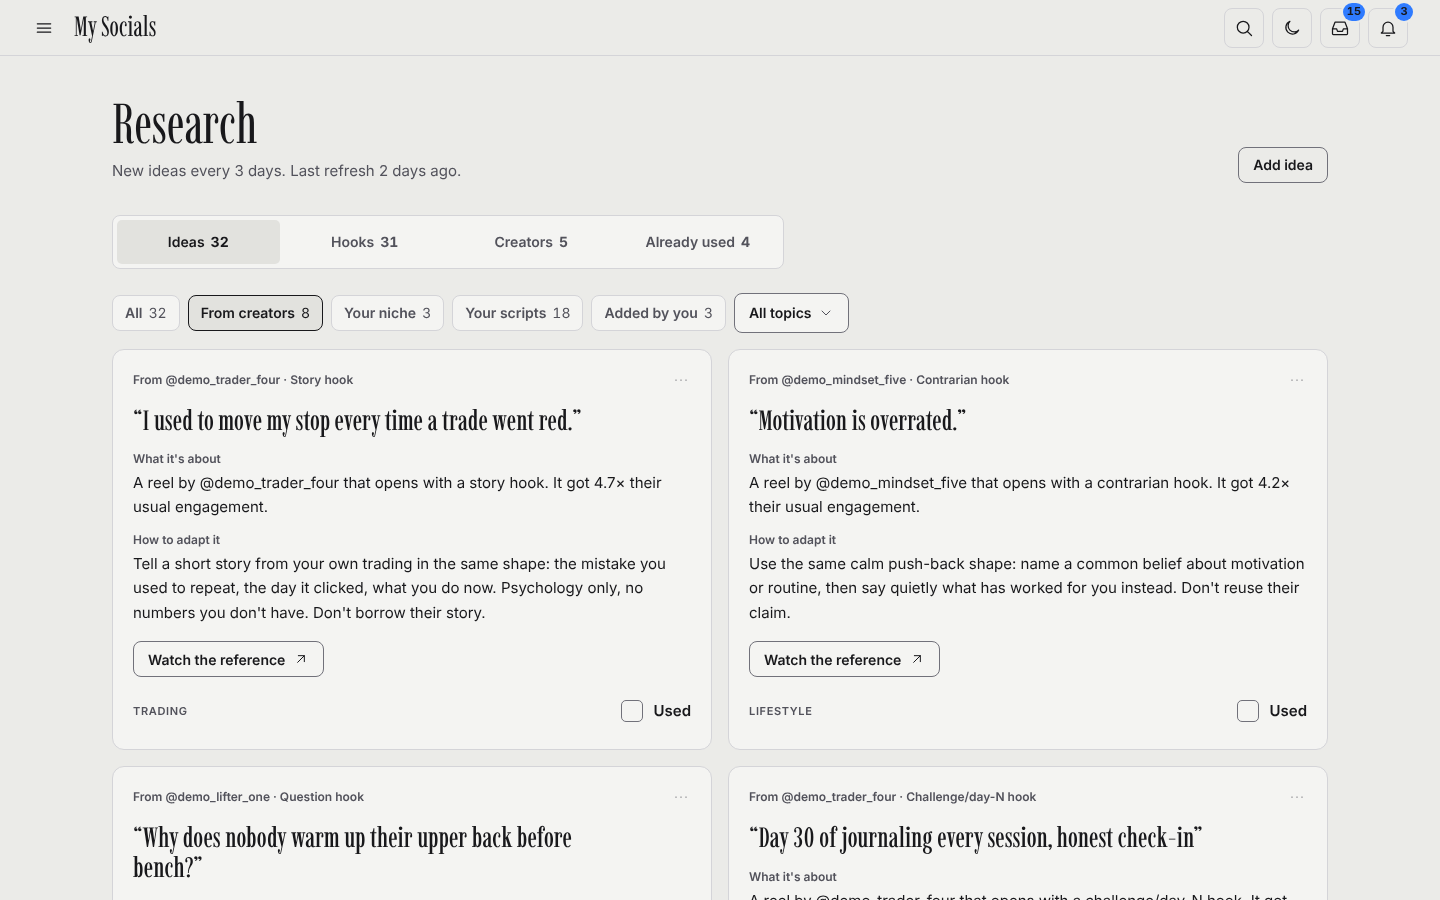 My Socials
15
3
Research
New ideas every 3 days. Last refresh 2 days ago.
Add idea
Ideas 32
Hooks 31
Creators 5
Already used 4
All 32
From creators 8
Your niche 3
Your scripts 18
Added by you 3
All topics
From @demo_trader_four · Story hook
“I used to move my stop every time a trade went red.”
What it's about
A reel by @demo_trader_four that opens with a story hook. It got 4.7× their
usual engagement.
How to adapt it
Tell a short story from your own trading in the same shape: the mistake you
used to repeat, the day it clicked, what you do now. Psychology only, no
numbers you don't have. Don't borrow their story.
Watch the reference
TRADING
Used
From @demo_mindset_five · Contrarian hook
“Motivation is overrated.”
What it's about
A reel by @demo_mindset_five that opens with a contrarian hook. It got 4.2×
their usual engagement.
How to adapt it
Use the same calm push-back shape: name a common belief about motivation
or routine, then say quietly what has worked for you instead. Don't reuse their
claim.
Watch the reference
LIFESTYLE
Used
From @demo_lifter_one · Question hook
“Why does nobody warm up their upper back before
bench?”
From @demo_trader_four · Challenge/day-N hook
“Day 30 of journaling every session, honest check-in”
What it's about
A reel by @demo_trader_four that opens with a challenge/day-N hook. It got